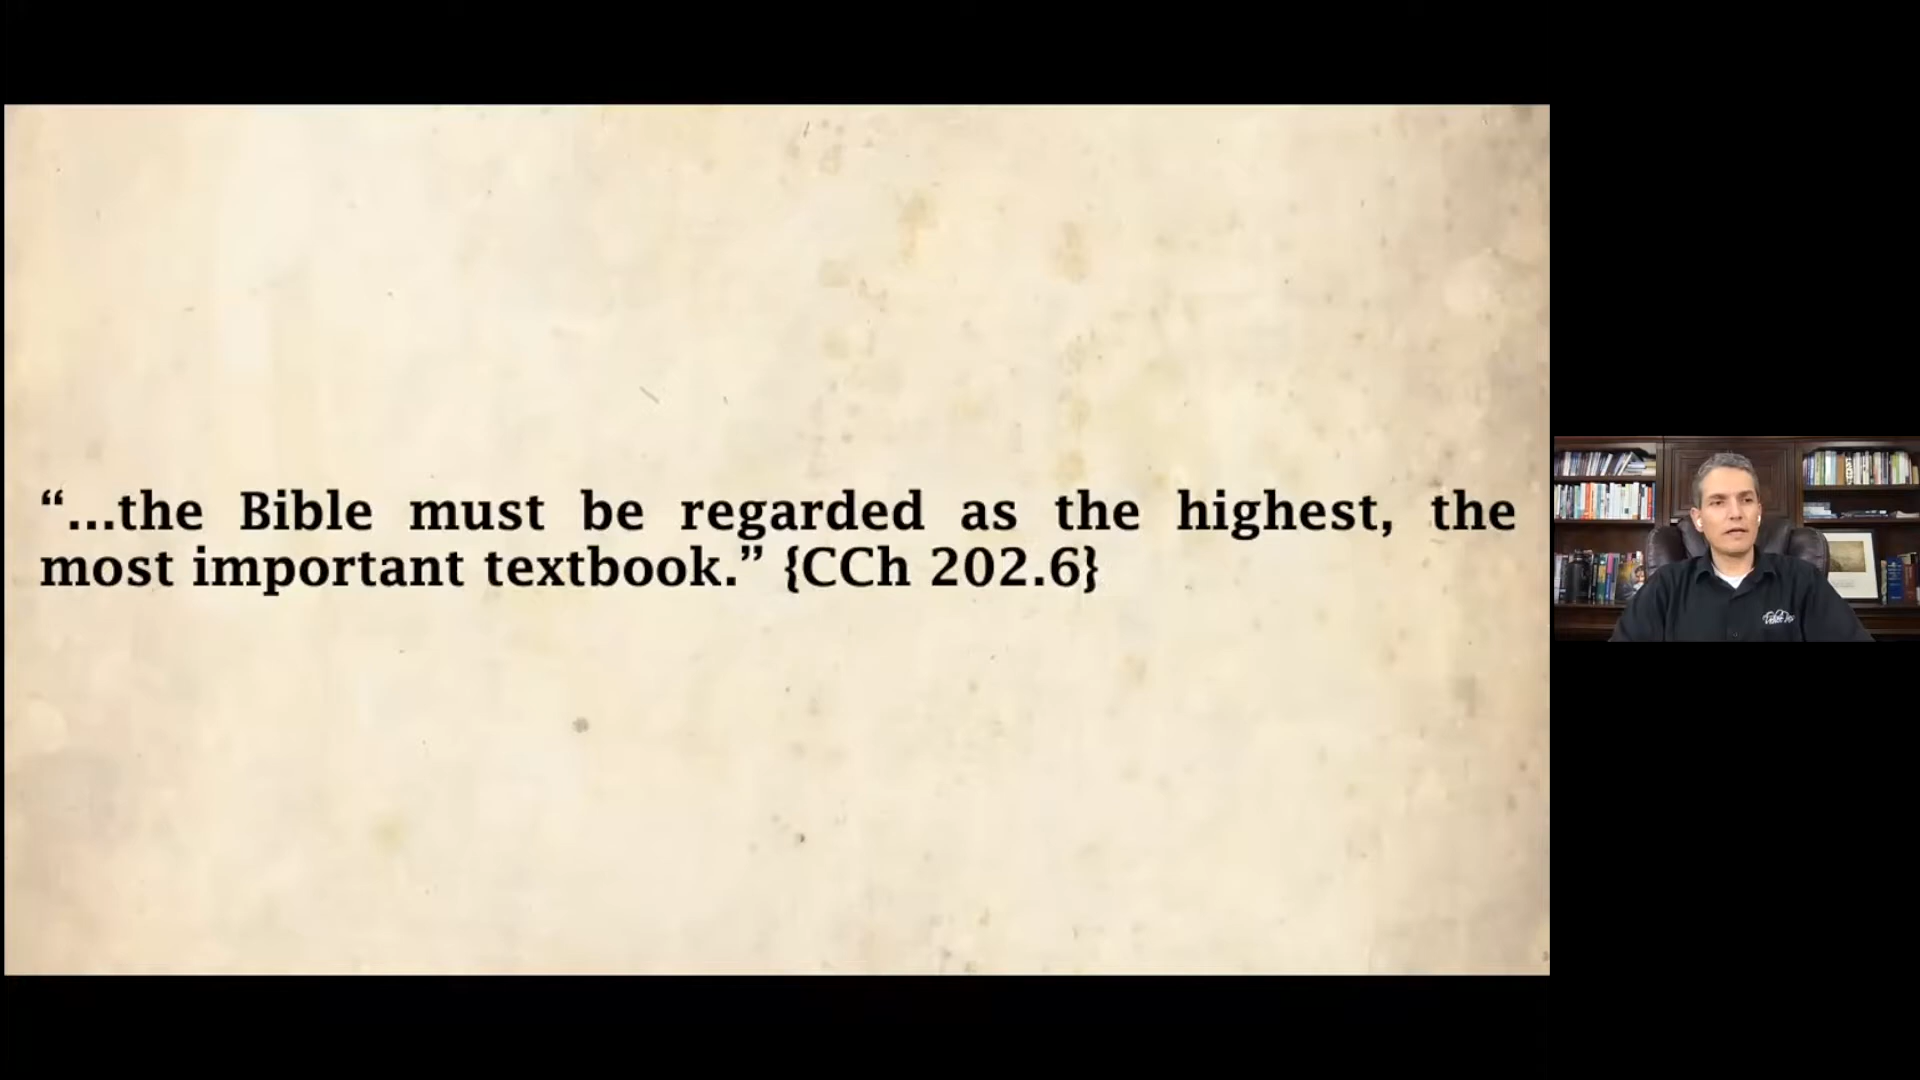 “...the Bible must be regarded as the highest, the
most important textbook.” {CCh 202.6}